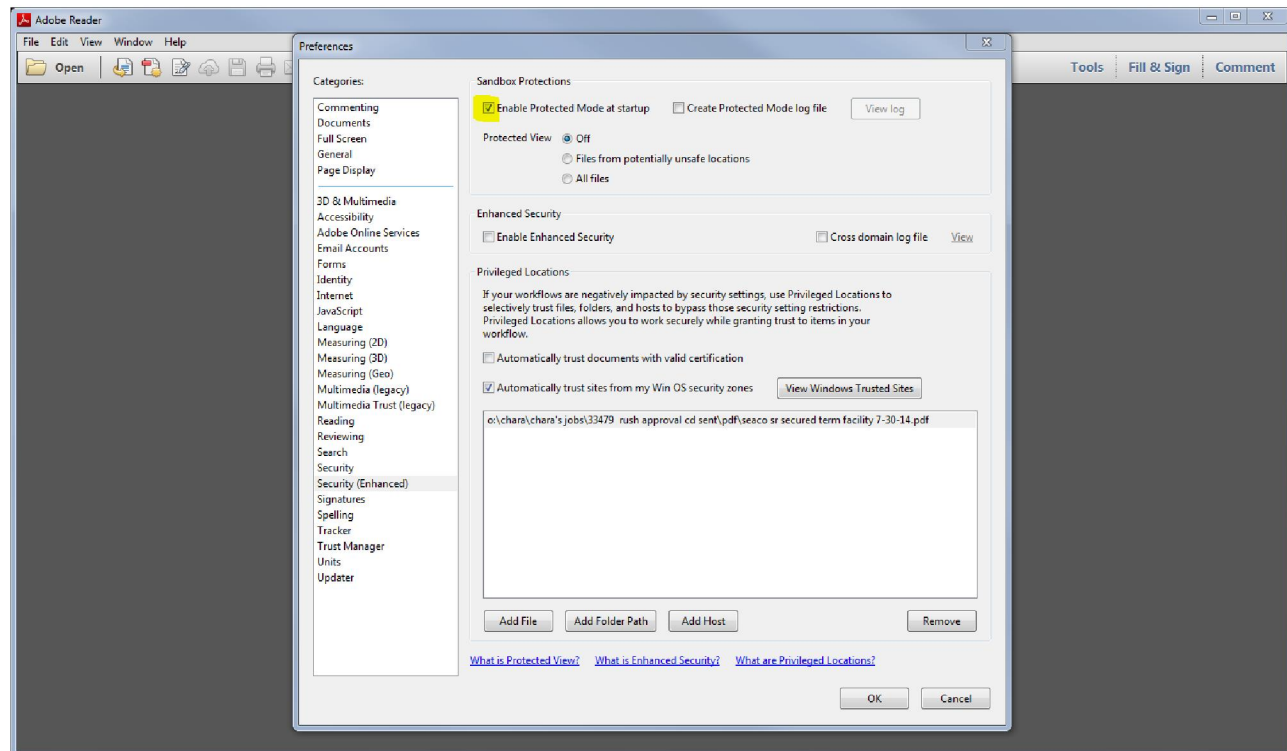 Adobe Reader
File Edit View Window Help
Open
Tools Fill & Sign Comment
Preferences
Categories:
Commenting
Documents
Full Screen
General
Page Display
3D & Multimedia
Accessibility
Adobe Online Services
Email Accounts
Forms
Identity
Internet
JavaScript
Language
Measuring (2D)
Measuring (3D)
Measuring (Geo)
Multimedia (legacy)
Multimedia Trust (legacy)
Reading
Reviewing
Search
Security
Security (Enhanced)
Signatures
Spelling
Tracker
Trust Manager
Units
Updater
Sandbox Protections
Enable Protected Mode at startup Create Protected Mode log file View log
Protected View Off
Files from potentially unsafe locations
All files
Enhanced Security
Enable Enhanced Security Cross domain log file View
Privileged Locations
If your workflows are negatively impacted by security settings, use Privileged Locations to
selectively trust files, folders, and hosts to bypass those security setting restrictions.
Privileged Locations allows you to work securely while granting trust to items in your
workflow.
Automatically trust documents with valid certification
Automatically trust sites from my Win OS security zones View Windows Trusted Sites
o:\chara\chara's jobs\33479 rush approval cd sent\pdf\seaco sr secured term facility 7-30-14.pdf
Add File Add Folder Path Add Host Remove
What is Protected View? What is Enhanced Security? What are Privileged Locations?
OK Cancel